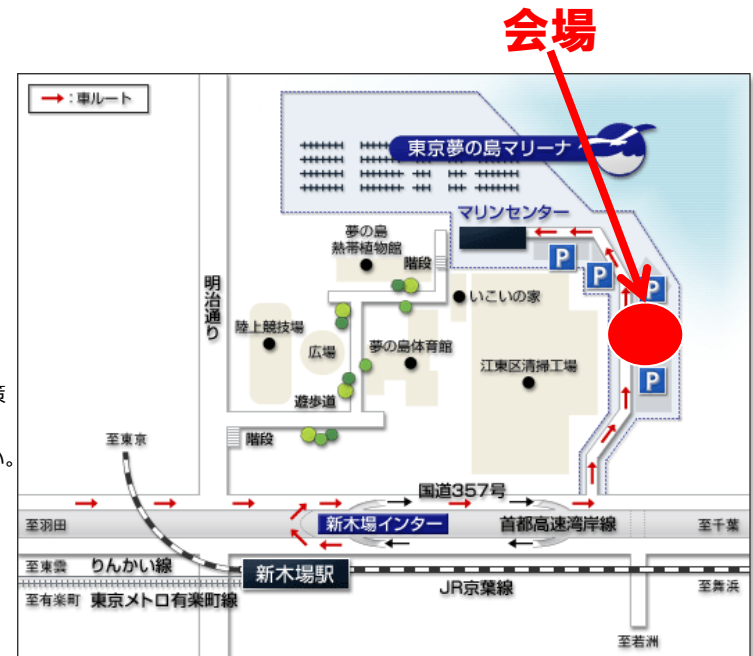 会場
→:車ルート
東京夢の島マリーナ
マリンセンター
夢の島
熱帯植物館
階段
P
P
P
明治通り
いこいの家
陸上競技場
広場
夢の島体育館
江東区清掃工場
P
策
遊歩道
至東京
階段
い。
国道357号
至羽田
新木場インター
首都高速湾岸線
至千葉
至東雲
りんかい線
新木場駅
JR京葉線
至舞浜
至有楽町
東京メトロ有楽町線
至若洲